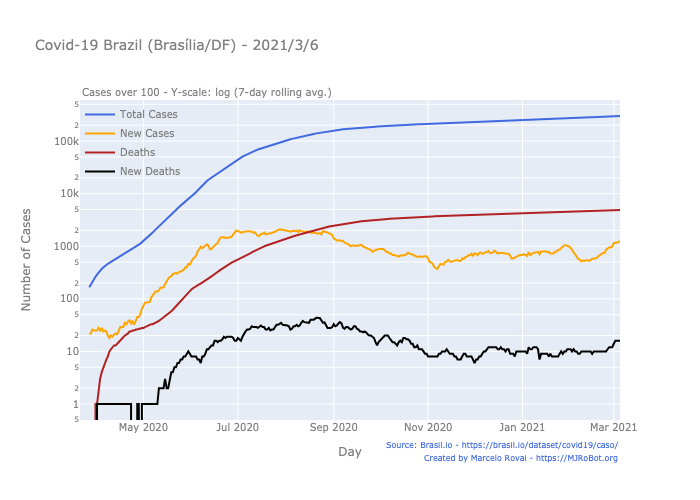 Covid-19 Brazil (Brasília/DF) - 2021/3/6
Cases over 100 - Y-scale: log (7-day rolling avg.)
Total Cases
New Cases
Deaths
New Deaths
Number of Cases
5
2
100k
5
2
10k
5
2
1000
5
2
100
5
2
10
5
2
1
5
May 2020
Jul 2020
Sep 2020
Nov 2020
Jan 2021
Mar 2021
Day
Source: Brasil.io - https://brasil.io/dataset/covid19/caso/
Created by Marcelo Rovai - https://MJRoBot.org